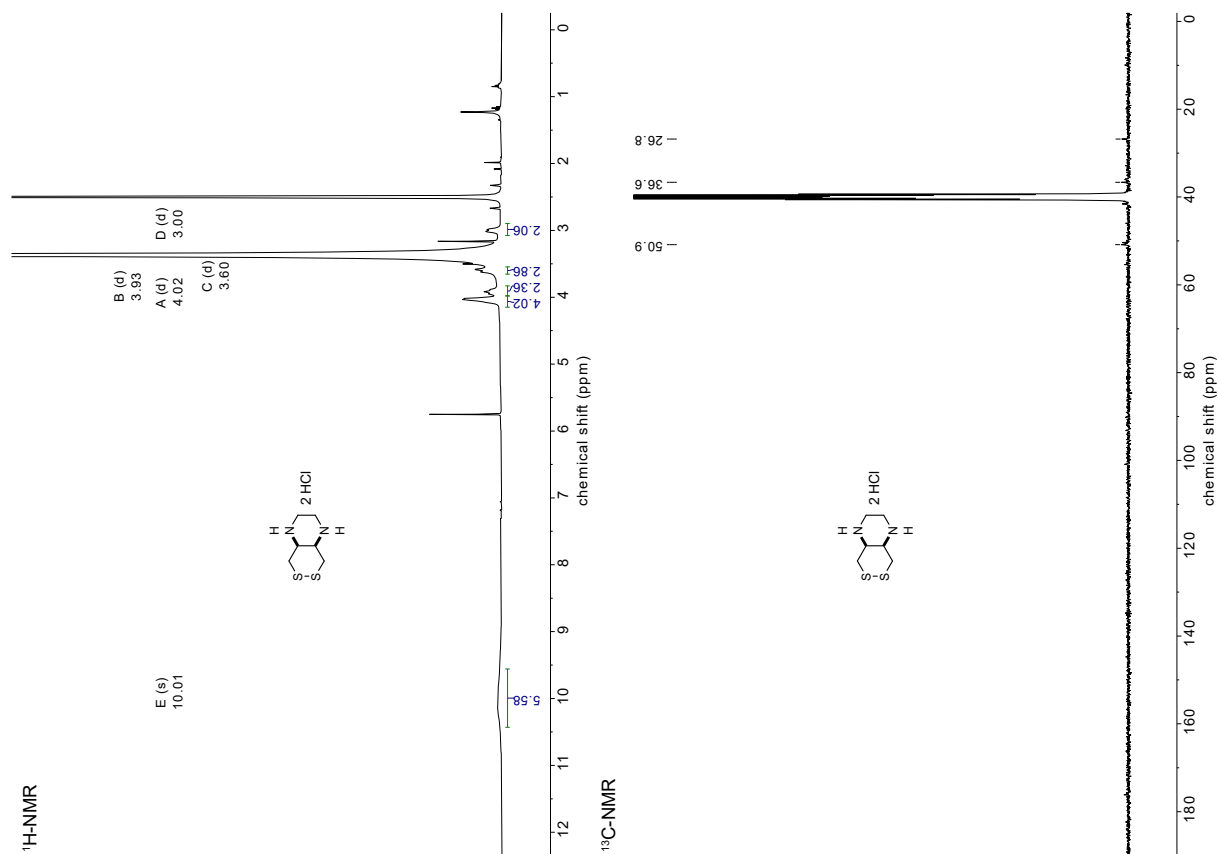 ¹H-NMR
E (s)
10.01
B (d)
3.93
A (d)
4.02
C (d)
3.60
D (d)
3.00
S-S
H
N
N
H
2 HCl
5.58
4.02
2.36
2.86
2.06
12
11
10
9
8
7
6
5
4
3
2
1
0
chemical shift (ppm)
¹³C-NMR
50.9
36.6
26.8
S-S
H
N
N
H
2 HCl
180
160
140
120
100
80
60
40
20
0
chemical shift (ppm)